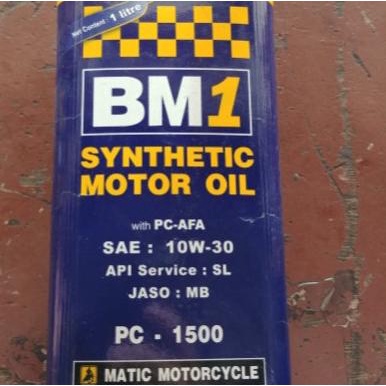 Net Content : 1 litre
BM1
SYNTHETIC
MOTOR OIL
with PC-AFA
SAE : 10W-30
API Service : SL
JASO : MB
PC - 1500
MATIC MOTORCYCLE